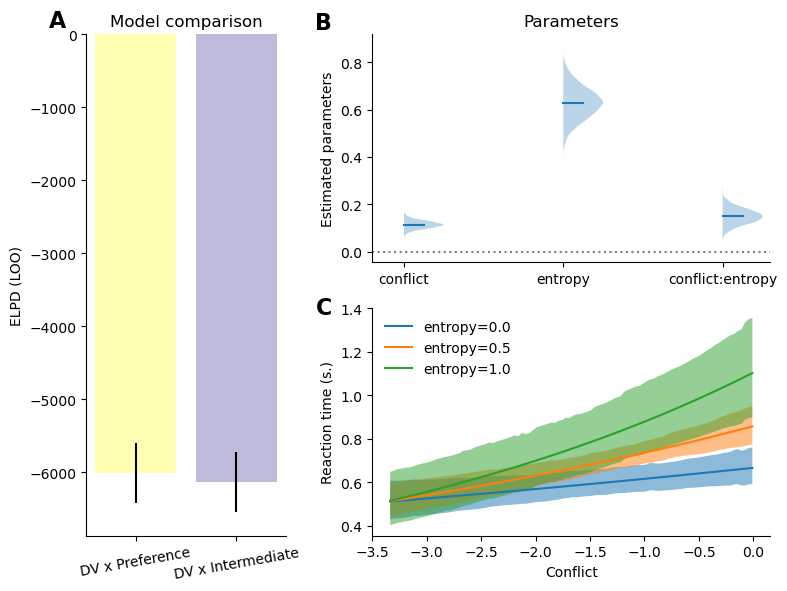 A
Model comparison
ELPD (LOO)
0
−1000
−2000
−3000
−4000
−5000
−6000
DV x Preference
DV x Intermediate
B
Parameters
Estimated parameters
0.8
0.6
0.4
0.2
0.0
conflict
entropy
conflict:entropy
C
Reaction time (s.)
1.4
1.2
1.0
0.8
0.6
0.4
entropy=0.0
entropy=0.5
entropy=1.0
−3.5
−3.0
−2.5
−2.0
−1.5
−1.0
−0.5
0.0
Conflict